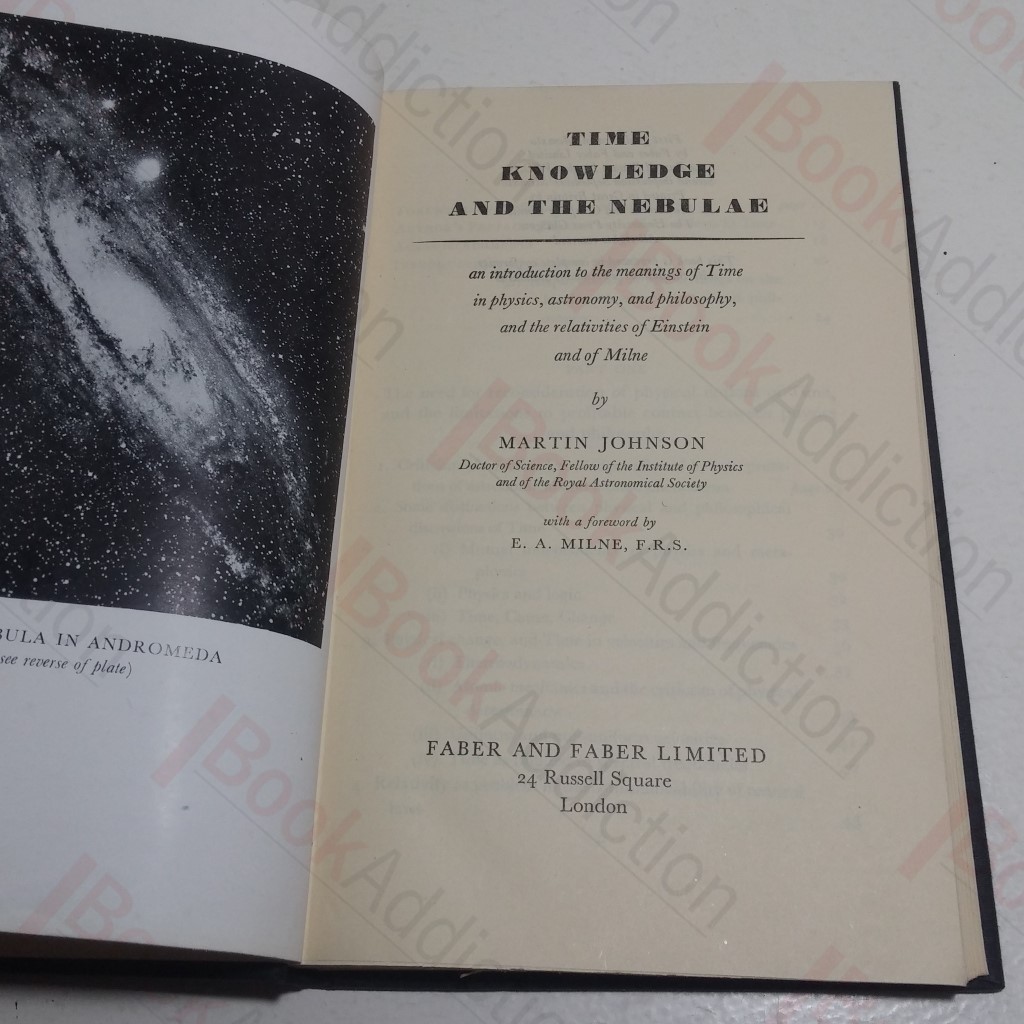 BULA IN ANDROMEDA
see reverse of plate)
TIME
KNOWLEDGE
AND THE NEBULAE
an introduction to the meanings of Time
in physics, astronomy, and philosophy,
and the relativities of Einstein
and of Milne
by
MARTIN JOHNSON
Doctor of Science, Fellow of the Institute of Physics
and of the Royal Astronomical Society
with a foreword by
E. A. MILNE, F.R.S.
FABER AND FABER LIMITED
24 Russell Square
London
BookAddiction